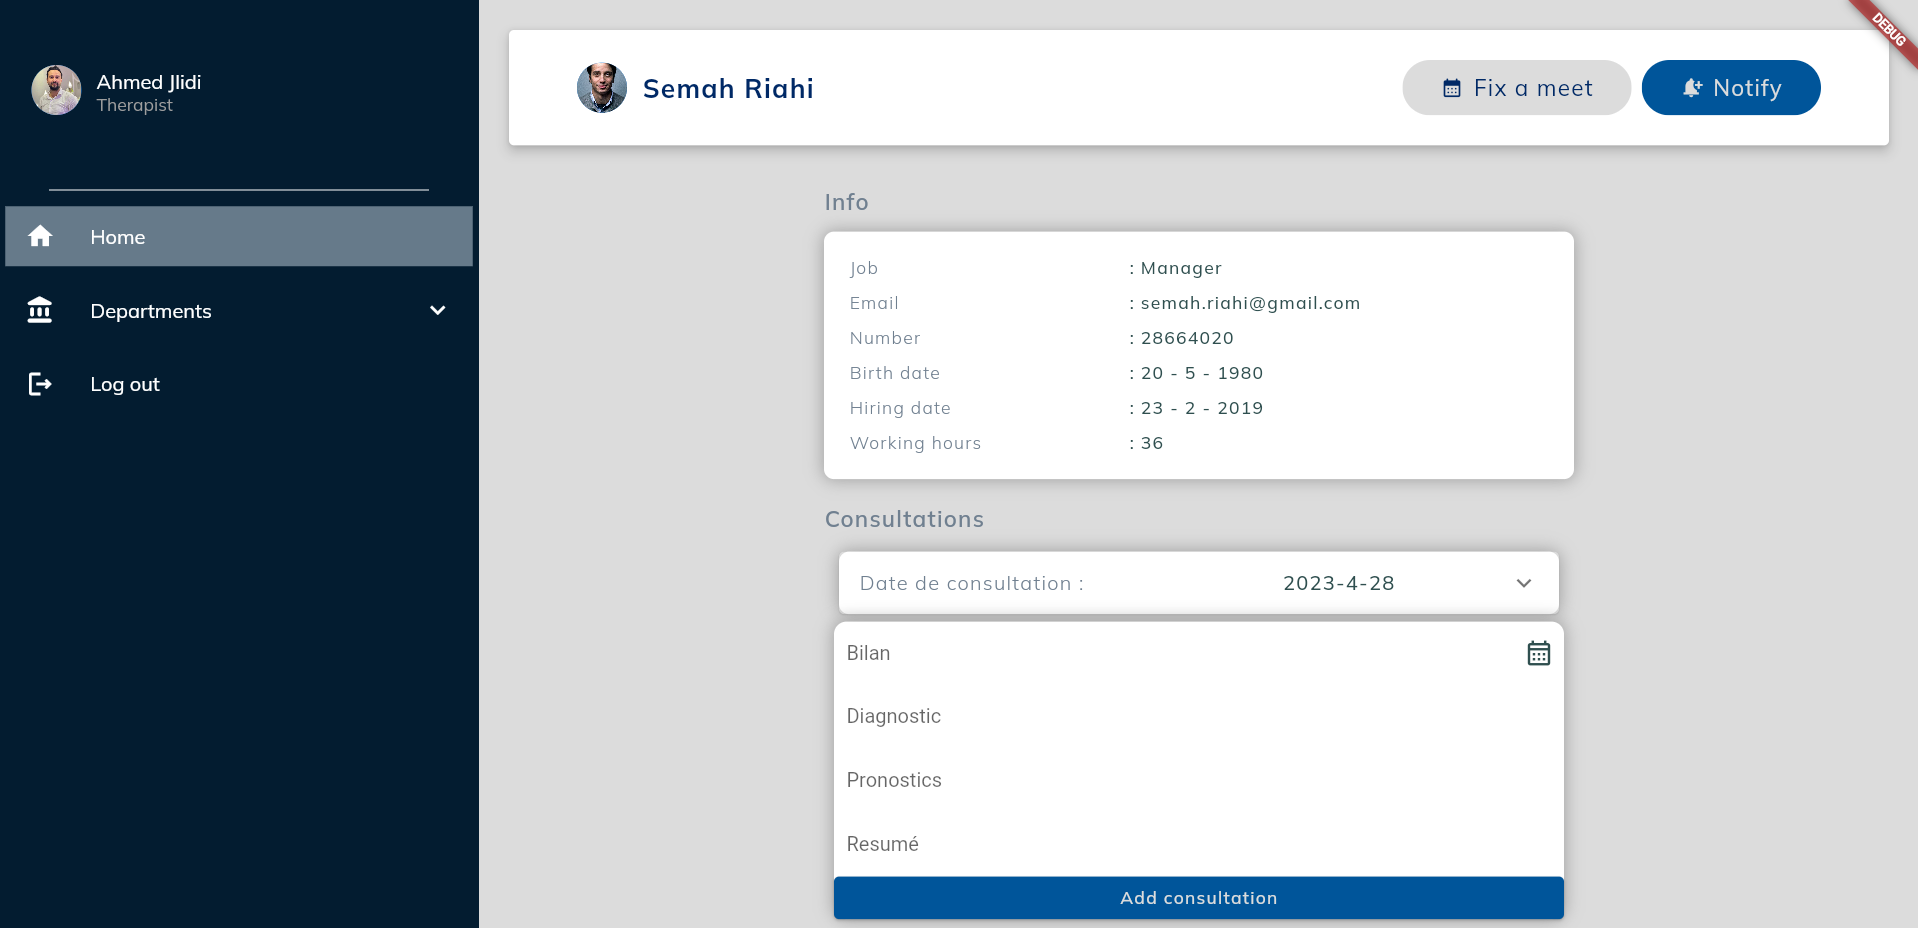 Ahmed Jlidi
Therapist
Home
Departments
Log out
DEBUG
Semah Riahi
Fix a meet
Notify
Info
Job : Manager
Email : semah.riahi@gmail.com
Number : 28664020
Birth date : 20 - 5 - 1980
Hiring date : 23 - 2 - 2019
Working hours : 36
Consultations
Date de consultation : 2023-4-28
Bilan
Diagnostic
Pronostics
Resumé
Add consultation